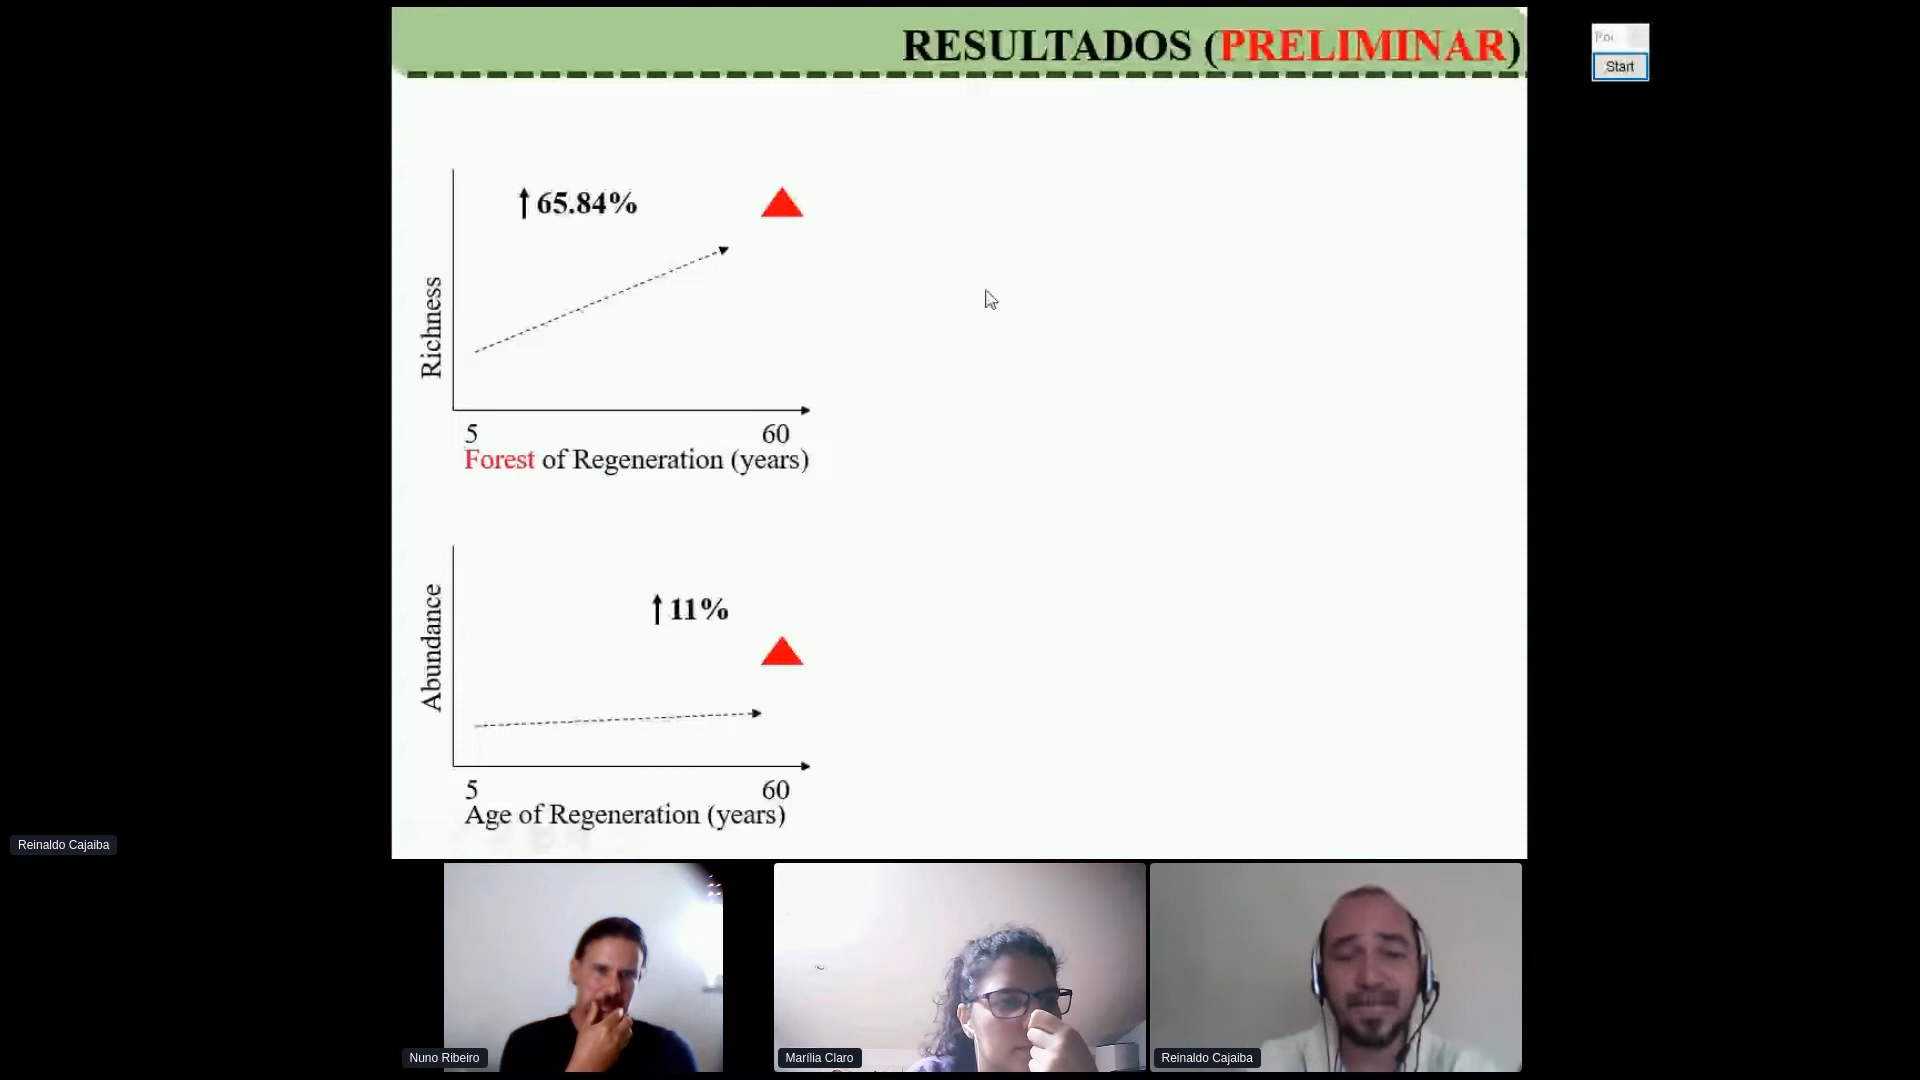 RESULTADOS (PRELIMINAR)
Start
↑ 65.84%
Richness
5 60
Forest of Regeneration (years)
↑ 11%
Abundance
5 60
Age of Regeneration (years)
Reinaldo Cajaiba
Nuno Ribeiro
Marília Claro
Reinaldo Cajaiba